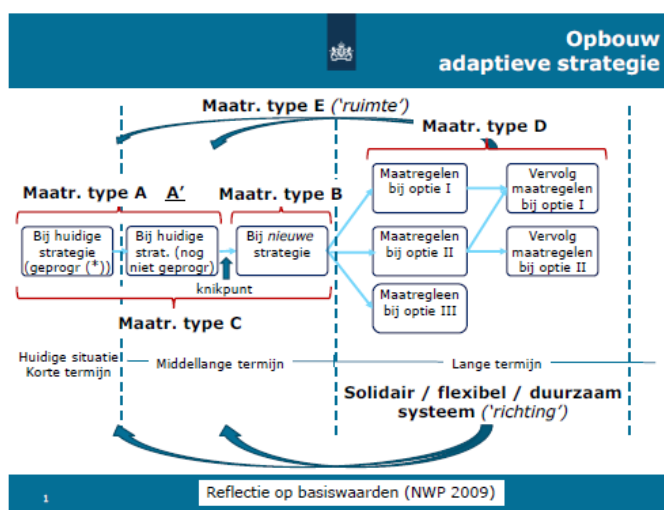 Opbouw
adaptieve strategie
Maatr. type E ('ruimte')
Maatr. type D
Maatr. type A A' Maatr. type B
Maatregelen
bij optie I
Vervolg
maatregelen
bij optie I
Bij huidige
strategie
(geprogr (*))
Bij huidige
strat. (nog
niet geprogr)
Bij nieuwe
strategie
Maatregelen
bij optie II
Vervolg
maatregelen
bij optie II
knikpunt
Maatregleen
bij optie III
Maatr. type C
Huidige situatie
Korte termijn
Middellange termijn
Lange termijn
Solidair / flexibel / duurzaam
systeem ('richting')
1
Reflectie op basiswaarden (NWP 2009)